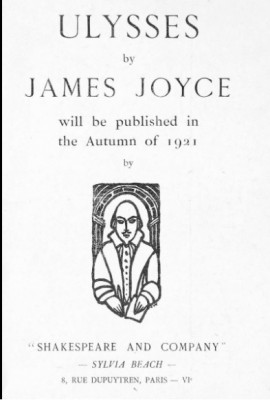 ULYSSES
by
JAMES JOYCE
will be published in
the Autumn of 1921
by
"SHAKESPEARE AND COMPANY"
— SYLVIA BEACH —
8, RUE DUPUYTREN, PARIS — VIᵉ